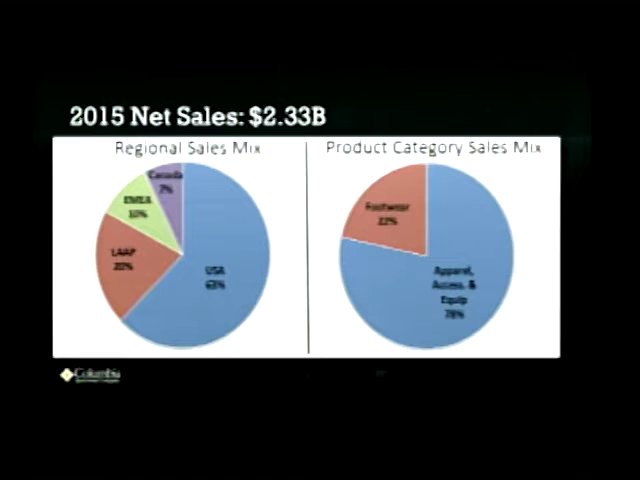 2015 Net Sales: $2.33B
Regional Sales Mix
Product Category Sales Mix
Canada
7%
EMEA
10%
LAAP
20%
USA
63%
Footwear
22%
Apparel,
Access. &
Equip
78%
Columbia